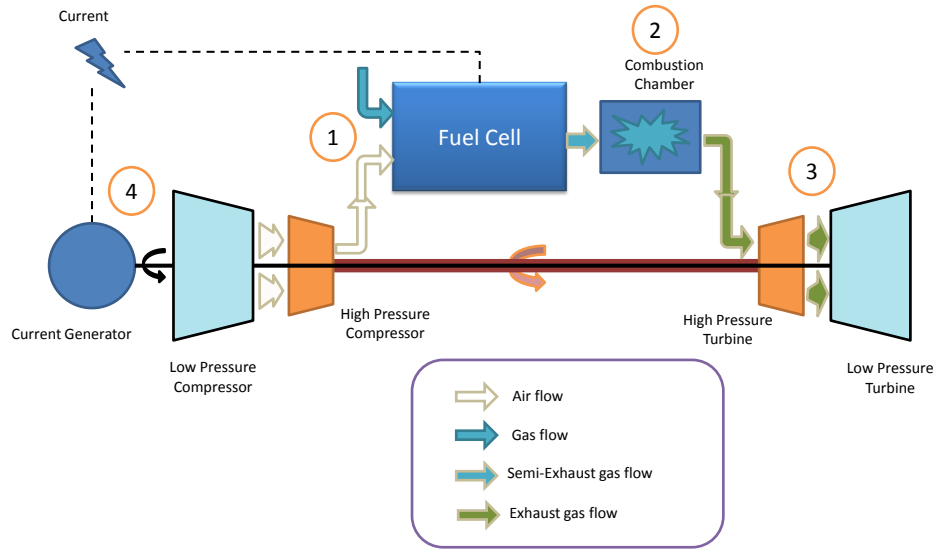 Current
2
Combustion
Chamber
1
Fuel Cell
4
3
Current Generator
High Pressure
Compressor
High Pressure
Turbine
Low Pressure
Compressor
Low Pressure
Turbine
Air flow
Gas flow
Semi-Exhaust gas flow
Exhaust gas flow